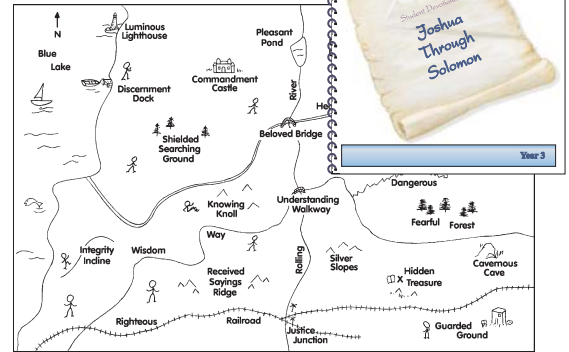 N
Luminous
Lighthouse
Pleasant
Pond
Blue
Lake
Student Devotional
Joshua
Through
Solomon
Year 3
Discernment
Dock
Commandment
Castle
River
Beloved Bridge
Shielded
Searching
Ground
Dangerous
Knowing
Knoll
Understanding
Walkway
Fearful Forest
Way
Integrity
Incline
Wisdom
Rolling
Silver
Slopes
Cavernous
Cave
Received
Sayings
Ridge
Hidden
X Treasure
Righteous
Railroad
Justice
Junction
Guarded
Ground